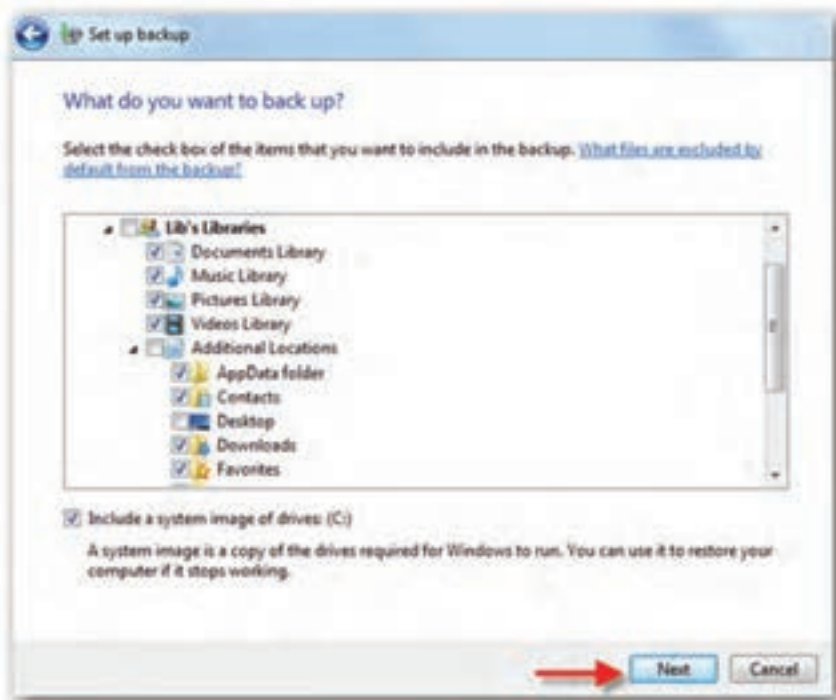 Set up backup
What do you want to back up?
Select the check box of the items that you want to include in the backup. What files are excluded by
default from the backup?
Lib's Libraries
Documents Library
Music Library
Pictures Library
Videos Library
Additional Locations
AppData folder
Contacts
Desktop
Downloads
Favorites
Include a system image of drives: (C:)
A system image is a copy of the drives required for Windows to run. You can use it to restore your
computer if it stops working.
Next
Cancel